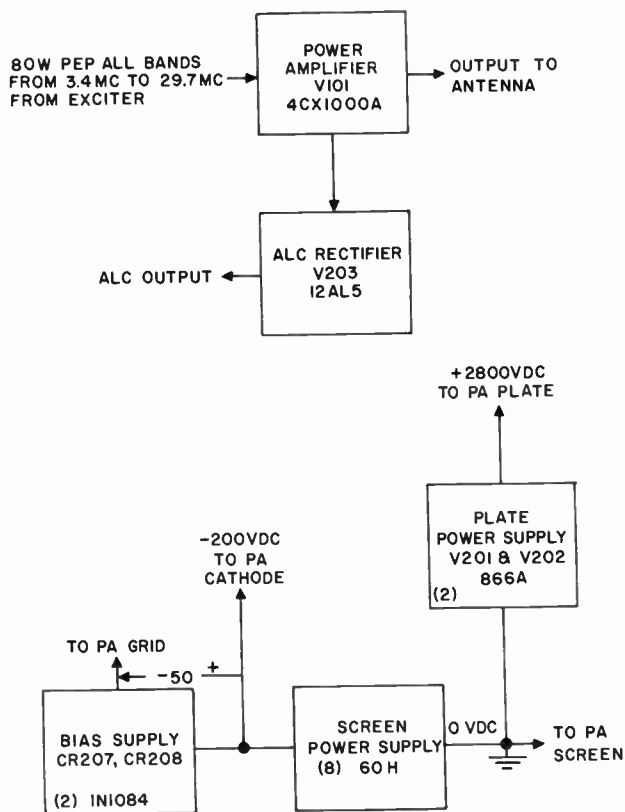 80W PEP ALL BANDS
FROM 3.4MC TO 29.7MC
FROM EXCITER
POWER
AMPLIFIER
V101
4CX1000A
OUTPUT TO
ANTENNA
ALC OUTPUT
ALC RECTIFIER
V203
12AL5
+2800VDC
TO PA PLATE
PLATE
POWER SUPPLY
V201 & V202
866A
(2)
-200VDC
TO PA
CATHODE
TO PA GRID
-50 +
BIAS SUPPLY
CR207, CR208
(2) IN1084
SCREEN
POWER SUPPLY
(8) 60H
0 VDC
TO PA
SCREEN